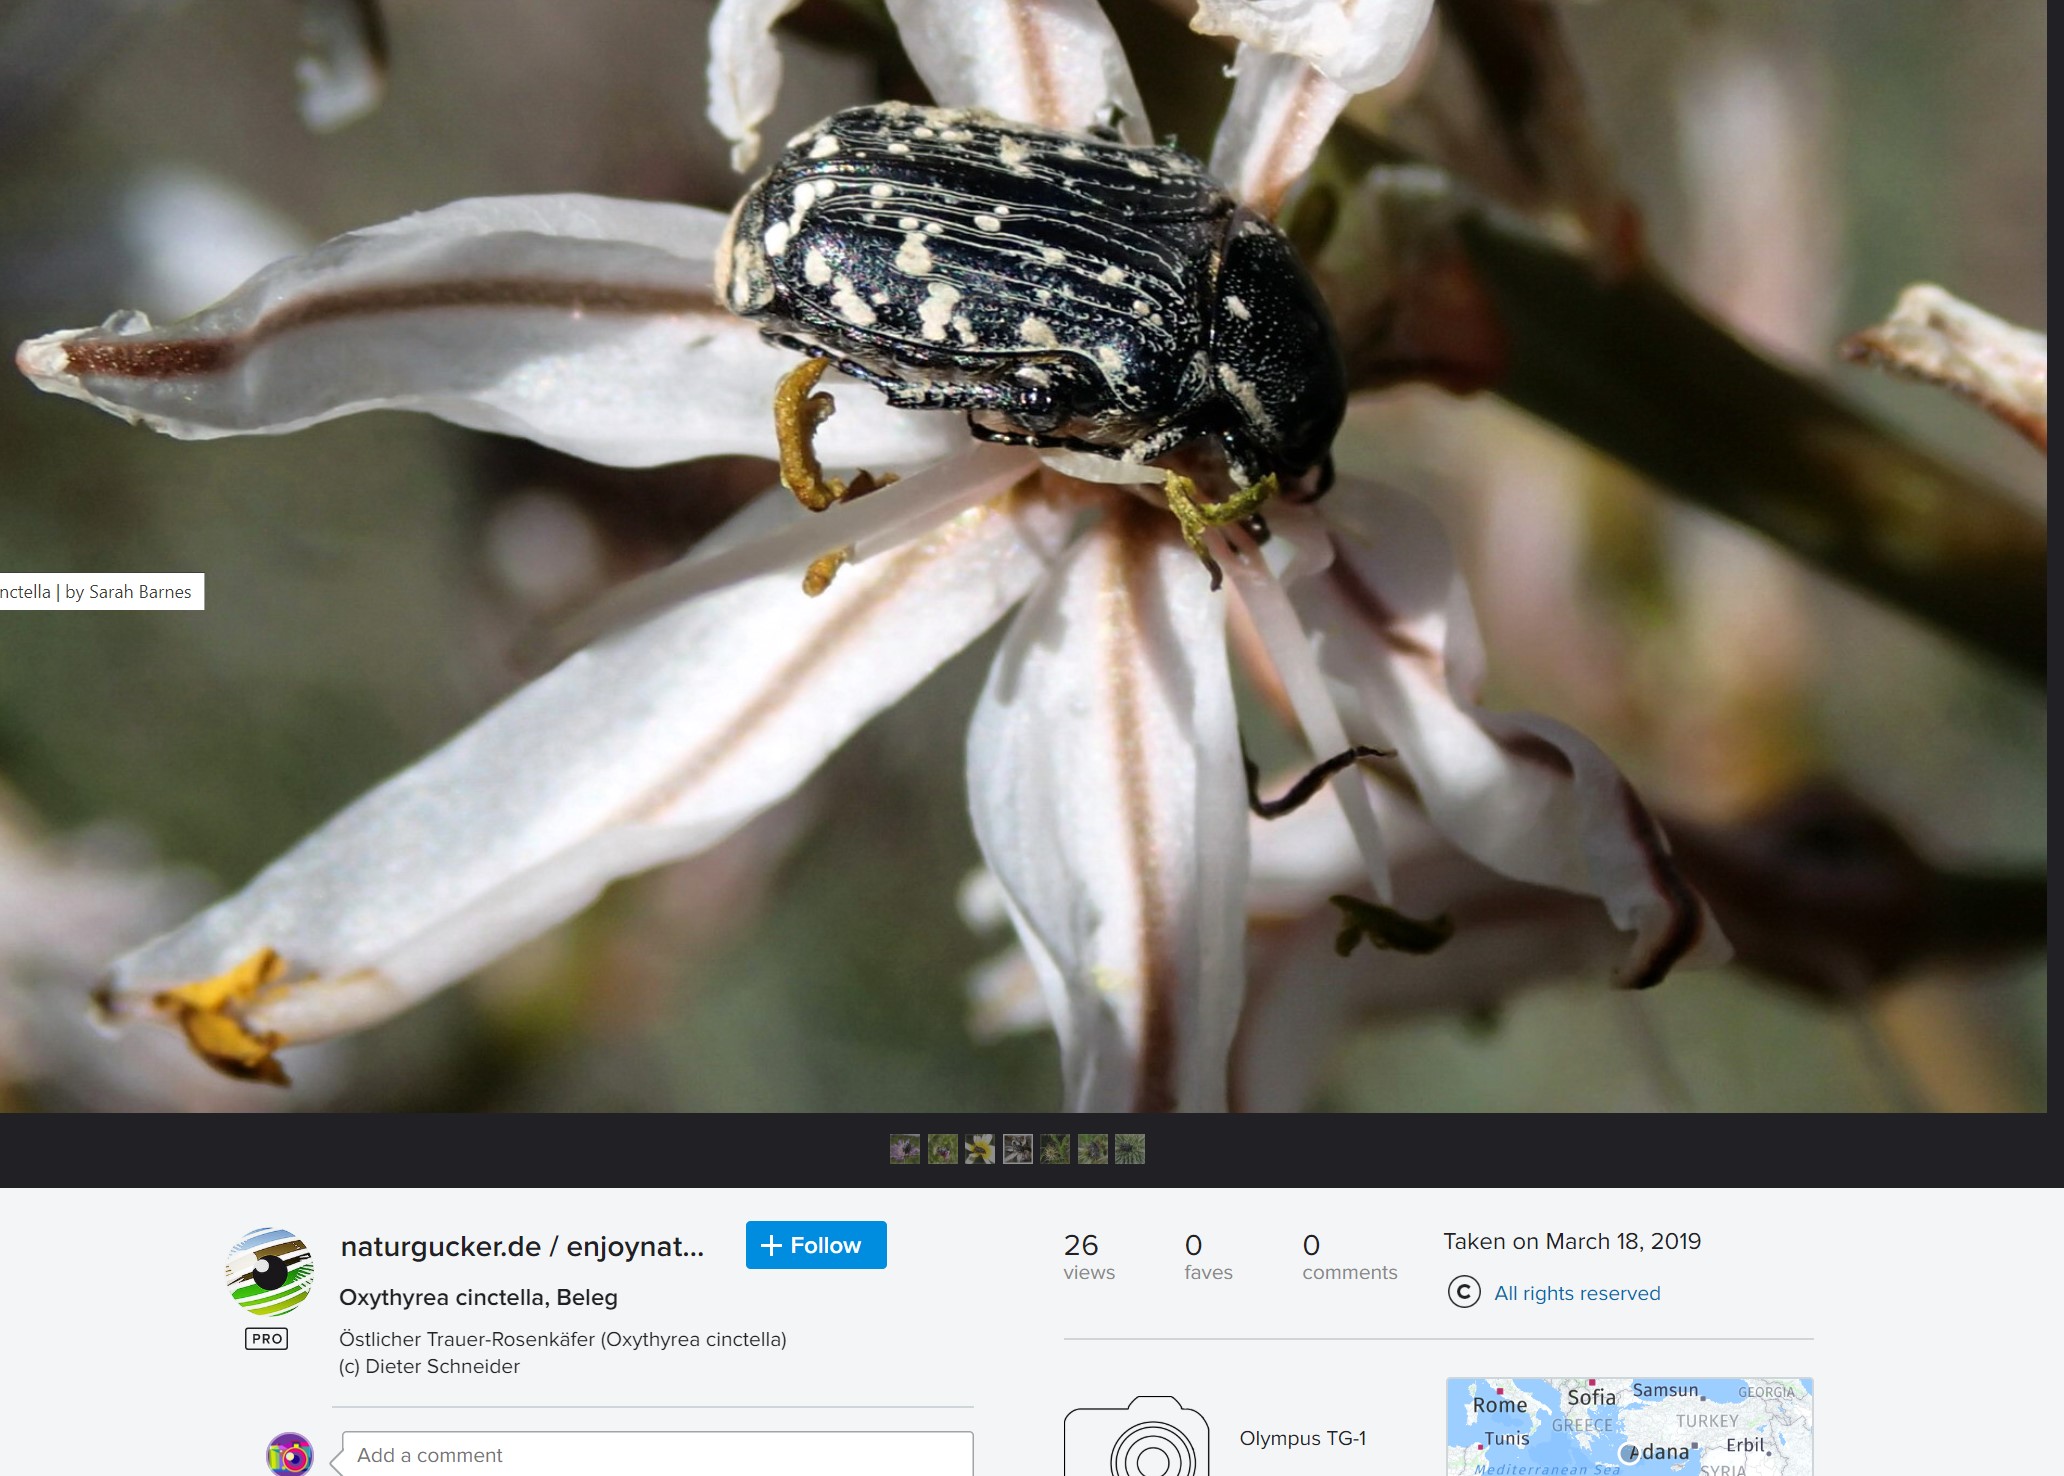 nctella | by Sarah Barnes
naturgucker.de / enjoynat...
+ Follow
PRO
Oxythyrea cinctella, Beleg
Östlicher Trauer-Rosenkäfer (Oxythyrea cinctella)
(c) Dieter Schneider
Add a comment
26
views
0
faves
0
comments
Taken on March 18, 2019
C All rights reserved
Olympus TG-1
Rome
Sofia
Samsun
GEORGIA
GREECE
TURKEY
Tunis
Adana
Erbil
Mediterranean Sea
SYRIA